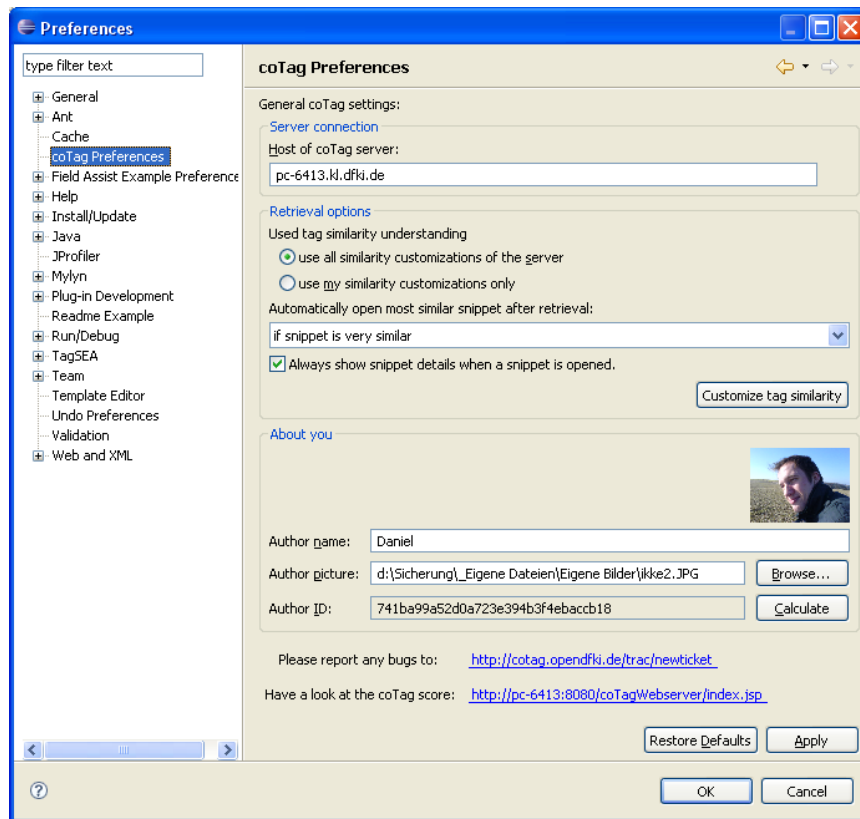 Preferences
type filter text
General
Ant
Cache
coTag Preferences
Field Assist Example Preference
Help
Install/Update
Java
JProfiler
Mylyn
Plug-in Development
Readme Example
Run/Debug
TagSEA
Team
Template Editor
Undo Preferences
Validation
Web and XML
coTag Preferences
General coTag settings:
Server connection
Host of coTag server:
pc-6413.kl.dfki.de
Retrieval options
Used tag similarity understanding
use all similarity customizations of the server
use my similarity customizations only
Automatically open most similar snippet after retrieval:
if snippet is very similar
Always show snippet details when a snippet is opened.
Customize tag similarity
About you
Author name: Daniel
Author picture: d:\Sicherung\_Eigene Dateien\Eigene Bilder\ikke2.JPG Browse...
Author ID: 741ba99a52d0a723e394b3f4ebaccb18 Calculate
Please report any bugs to: http://cotag.opendfki.de/trac/newticket
Have a look at the coTag score: http://pc-6413:8080/coTagWebserver/index.jsp
Restore Defaults Apply
OK Cancel